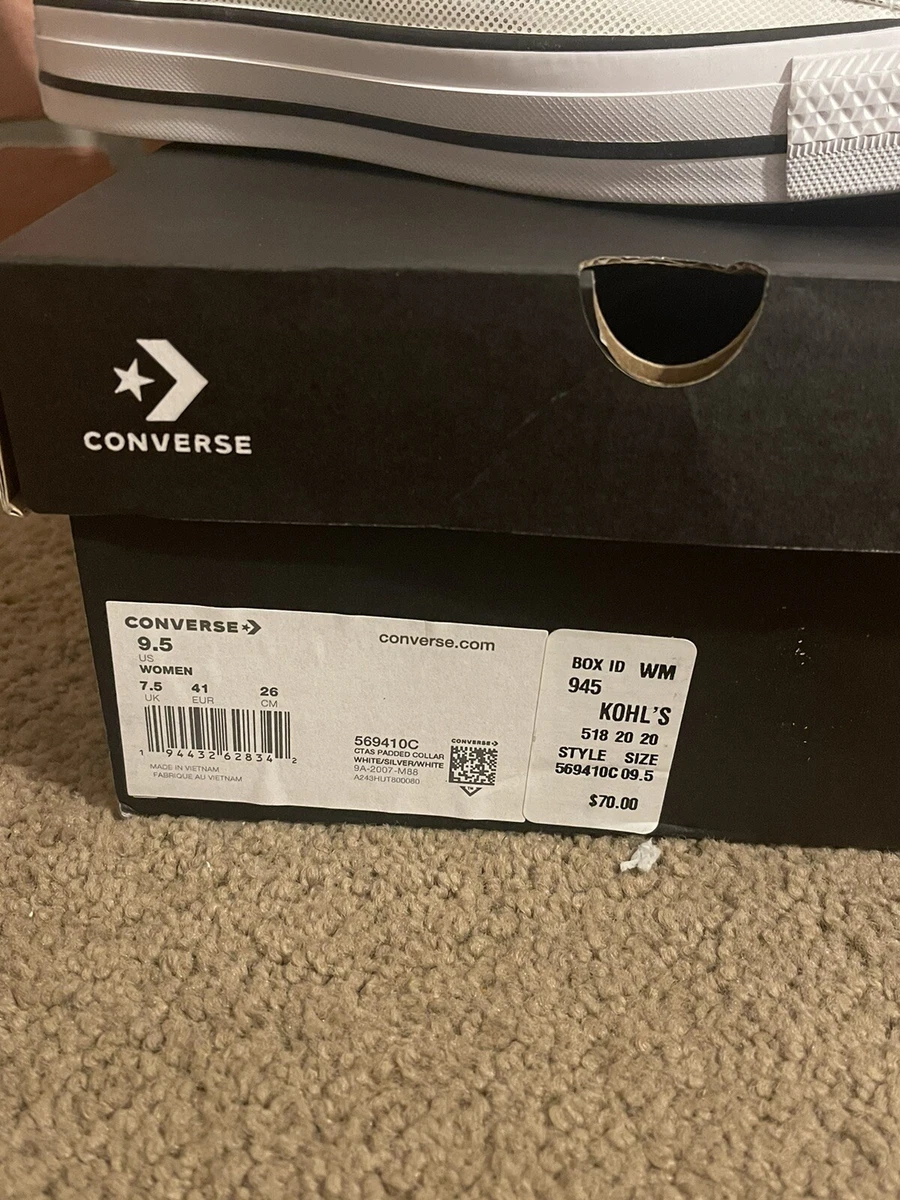 CONVERSE
CONVERSE
9.5
US
WOMEN
7.5 41 26
UK EUR CM
1 94432 62834 2
MADE IN VIETNAM
FABRIQUE AU VIETNAM
converse.com
569410C
CTAS PADDED COLLAR
WHITE/SILVER/WHITE
9A-2007-M88
A243HUT800080
CONVERSE
BOX ID WM
945
KOHL'S
518 20 20
STYLE SIZE
569410C 09.5
$70.00